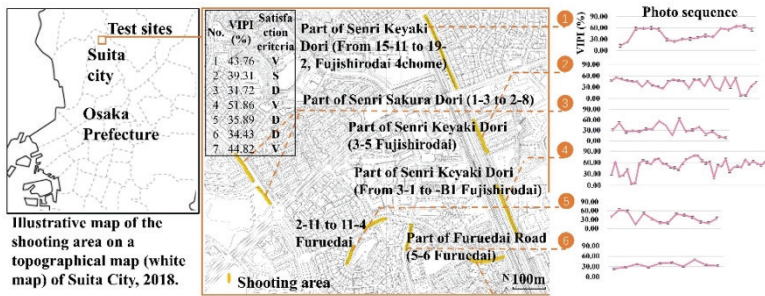 Test sites
Suita
city
Osaka
Prefecture
Illustrative map of the
shooting area on a
topographical map (white
map) of Suita City, 2018.
No. VIPI (%) Satisfa ction criteria
1 43.76 V
2 39.31 S
3 31.72 D
4 51.86 V
5 35.89 D
6 34.43 D
7 44.82 V
Part of Senri Keyaki
Dori (From 15-11 to 19-
2, Fujishirodai 4chome)
Part of Senri Sakura Dori (1-3 to 2-8)
Part of Senri Keyaki Dori
(3-5 Fujishirodai)
Part of Senri Keyaki Dori
(From 3-1 to -B1 Fujishirodai)
2-11 to 11-4
Furuedai
Part of Furuedai Road
(5-6 Furuedai)
Shooting area
N 100m
1
2
3
4
5
6
Photo sequence
VIPI (%)
90.00
60.00
30.00
0.00
90.00
60.00
30.00
0.00
90.00
60.00
30.00
0.00
90.00
60.00
30.00
0.00
90.00
60.00
30.00
0.00
90.00
60.00
30.00
0.00